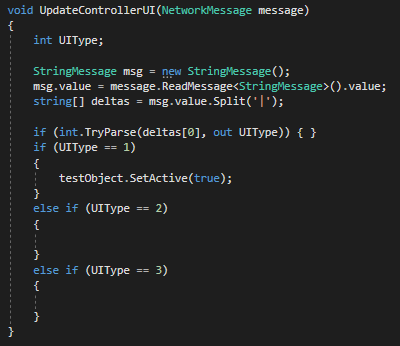 void UpdateControllerUI(NetworkMessage message)
{
int UIType;
StringMessage msg = new StringMessage();
msg.value = message.ReadMessage<StringMessage>().value;
string[] deltas = msg.value.Split('|');
if (int.TryParse(deltas[0], out UIType)) { }
if (UIType == 1)
{
testObject.SetActive(true);
}
else if (UIType == 2)
{
}
else if (UIType == 3)
{
}
}